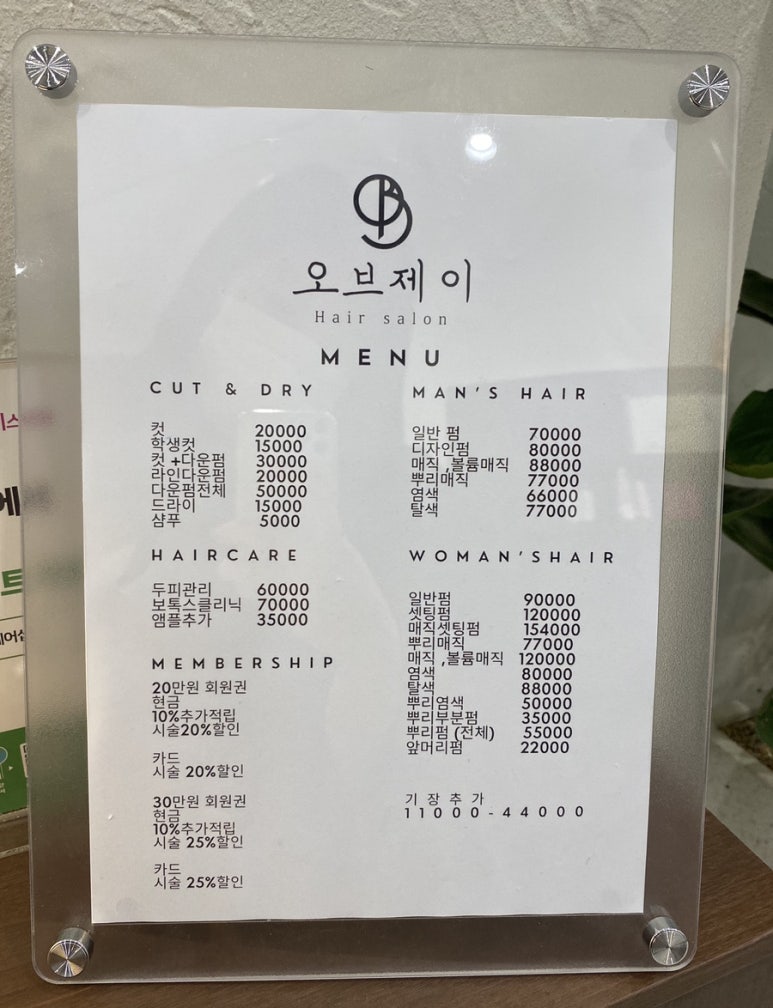 오브제이
Hair salon
MENU
CUT & DRY
컷 20000
학생컷 15000
컷 +다운펌 30000
라인다운펌 20000
다운펌전체 50000
드라이 15000
샴푸 5000
HAIRCARE
두피관리 60000
보톡스클리닉 70000
앰플추가 35000
MEMBERSHIP
20만원 회원권
현금
10%추가적립
시술20%할인
카드
시술 20%할인
30만원 회원권
현금
10%추가적립
시술 25%할인
카드
시술 25%할인
MAN'S HAIR
일반 펌 70000
디자인펌 80000
매직 ,볼륨매직 88000
뿌리매직 77000
염색 66000
탈색 77000
WOMAN'SHAIR
일반펌 90000
셋팅펌 120000
매직셋팅펌 154000
뿌리매직 77000
매직 ,볼륨매직 120000
염색 80000
탈색 88000
뿌리염색 50000
뿌리부분펌 35000
뿌리펌 (전체) 55000
앞머리펌 22000
기장추가
11000-44000